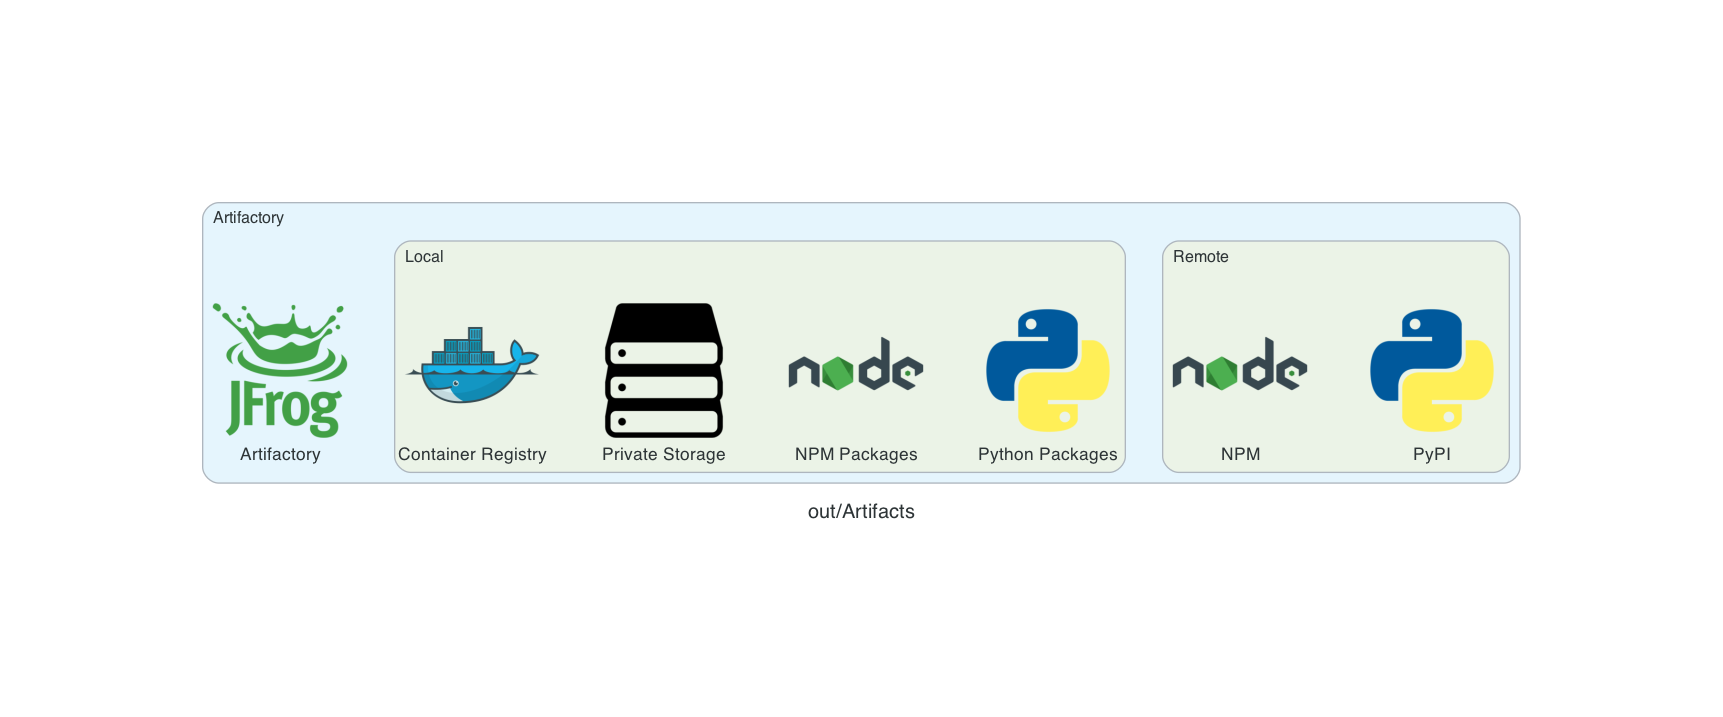 Artifactory
Local
Remote
JFrog
node
node
Artifactory
Container Registry
Private Storage
NPM Packages
Python Packages
NPM
PyPI
out/Artifacts